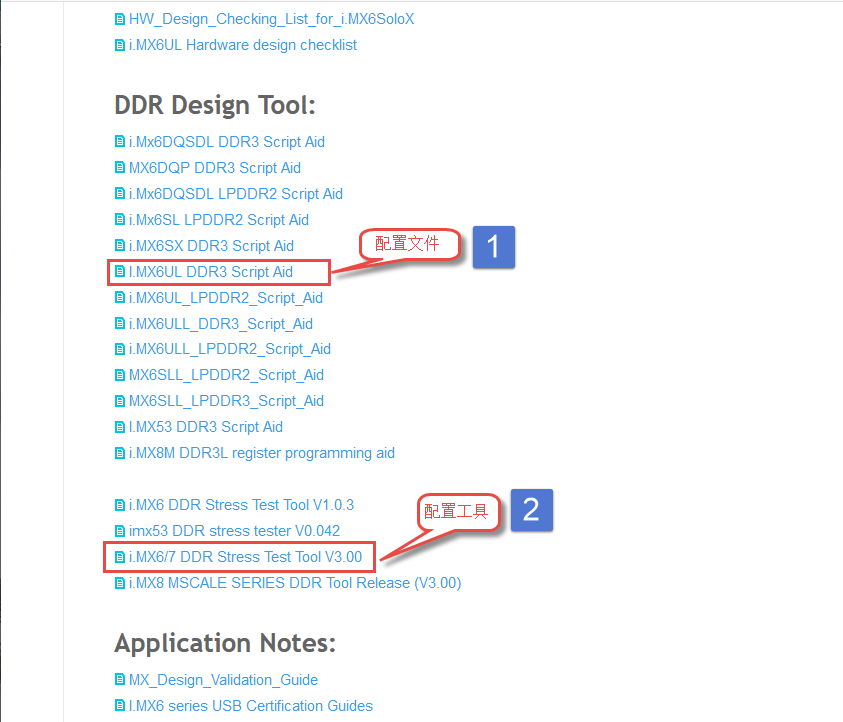 HW_Design_Checking_List_for_i.MX6SoloX
i.MX6UL Hardware design checklist
DDR Design Tool:
i.Mx6DQSDL DDR3 Script Aid
MX6DQP DDR3 Script Aid
i.Mx6DQSDL LPDDR2 Script Aid
i.Mx6SL LPDDR2 Script Aid
i.MX6SX DDR3 Script Aid
配置文件
1
I.MX6UL DDR3 Script Aid
i.MX6UL_LPDDR2_Script_Aid
i.MX6ULL_DDR3_Script_Aid
i.MX6ULL_LPDDR2_Script_Aid
MX6SLL_LPDDR2_Script_Aid
MX6SLL_LPDDR3_Script_Aid
I.MX53 DDR3 Script Aid
i.MX8M DDR3L register programming aid
i.MX6 DDR Stress Test Tool V1.0.3
配置工具
2
imx53 DDR stress tester V0.042
i.MX6/7 DDR Stress Test Tool V3.00
i.MX8 MSCALE SERIES DDR Tool Release (V3.00)
Application Notes:
MX_Design_Validation_Guide
I.MX6 series USB Certification Guides